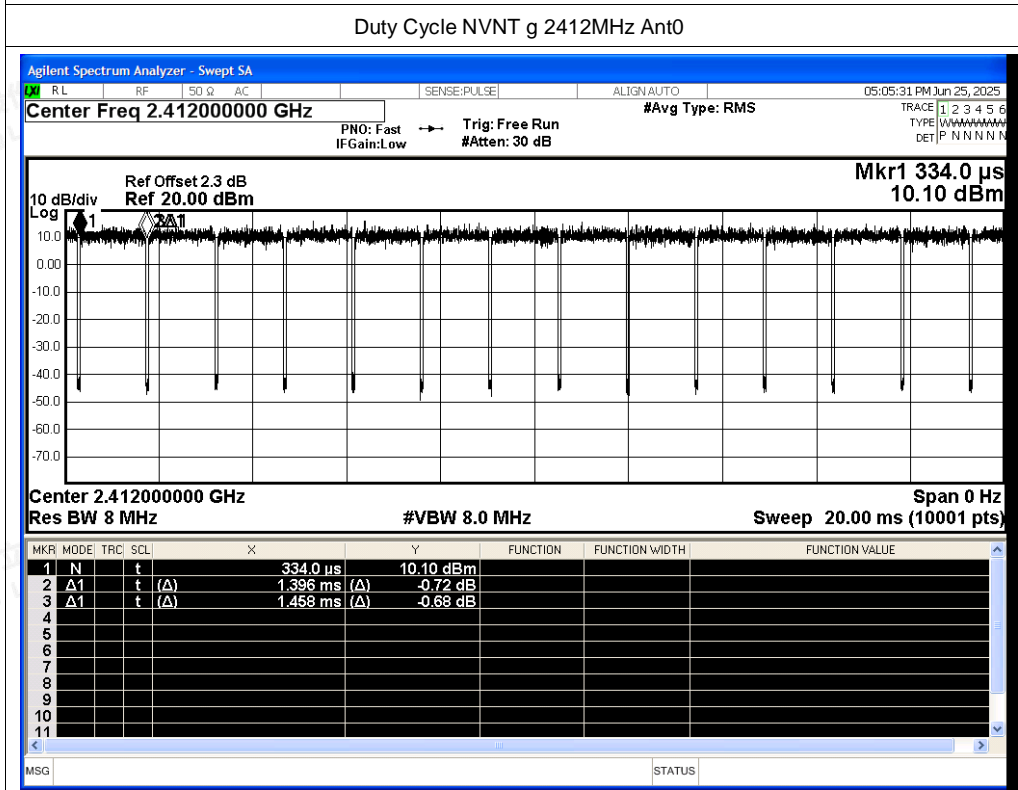 Duty Cycle NVNT g 2412MHz Ant0
Agilent Spectrum Analyzer - Swept SA
LXI RL RF 50 Ω AC SENSE:PULSE ALIGN AUTO 05:05:31 PM Jun 25, 2025
Center Freq 2.412000000 GHz #Avg Type: RMS TRACE 1 2 3 4 5 6
PNO: Fast Trig: Free Run TYPE
IFGain:Low #Atten: 30 dB DET P N N N N N
Mkr1 334.0 µs
Ref Offset 2.3 dB
10 dB/div Ref 20.00 dBm 10.10 dBm
Log
1 3Δ1
10.0
0.00
-10.0
-20.0
-30.0
-40.0
-50.0
-60.0
-70.0
Center 2.412000000 GHz Span 0 Hz
Res BW 8 MHz #VBW 8.0 MHz Sweep 20.00 ms (10001 pts)
MKR MODE TRC SCL X Y FUNCTION FUNCTION WIDTH FUNCTION VALUE
1 N t 334.0 µs 10.10 dBm
2 Δ1 t (Δ) 1.396 ms (Δ) -0.72 dB
3 Δ1 t (Δ) 1.458 ms (Δ) -0.68 dB
4
5
6
7
8
9
10
11
MSG STATUS